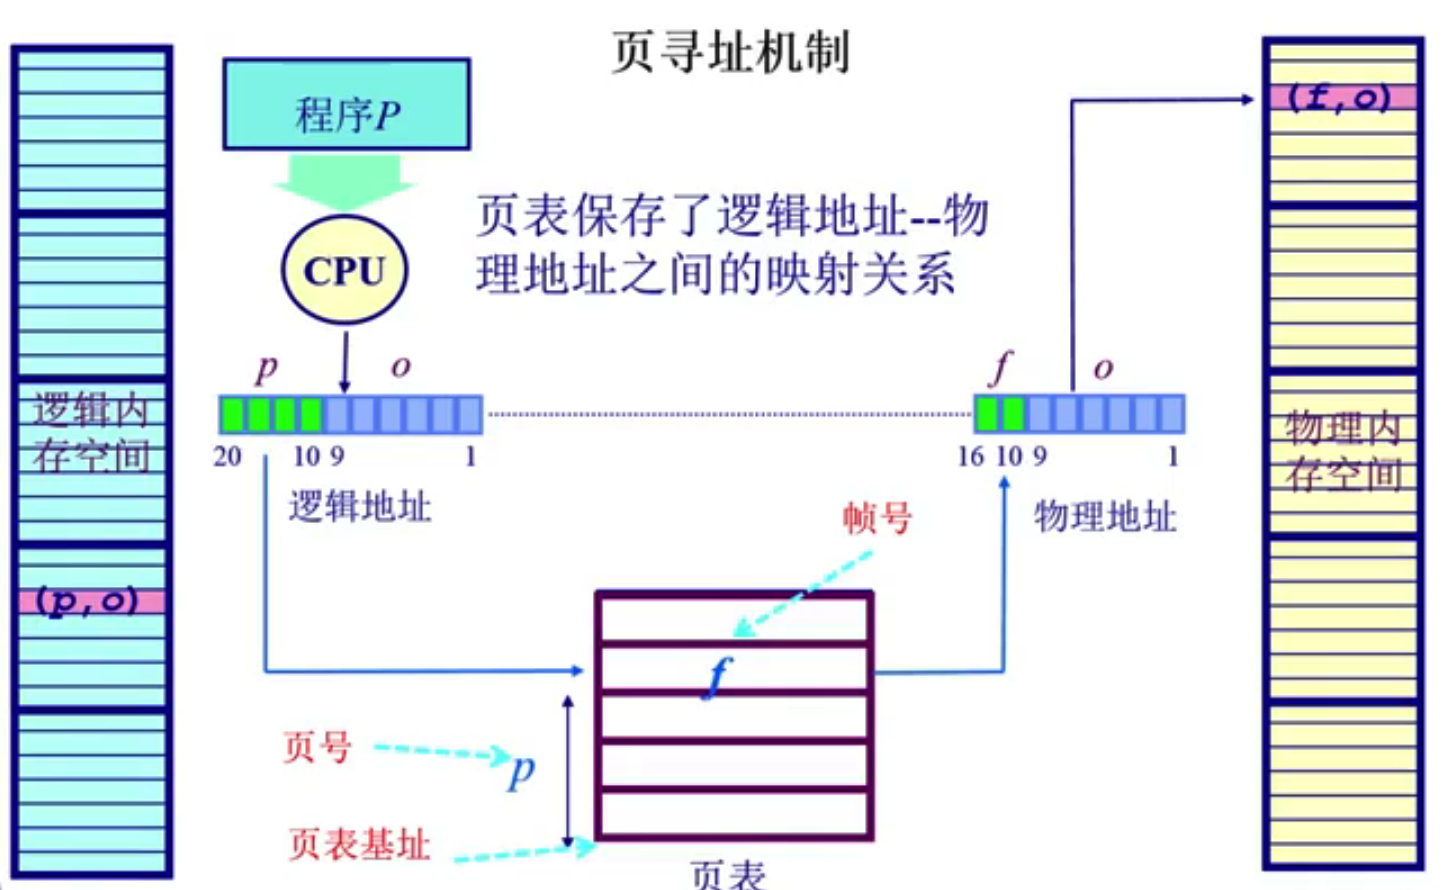 页寻址机制
程序P
(f,o)
页表保存了逻辑地址--物
理地址之间的映射关系
CPU
p
o
f
o
逻辑内
存空间
物理内
存空间
20
10 9
1
16 10 9
1
逻辑地址
帧号
物理地址
(p,o)
f
页号
p
页表基址
页表